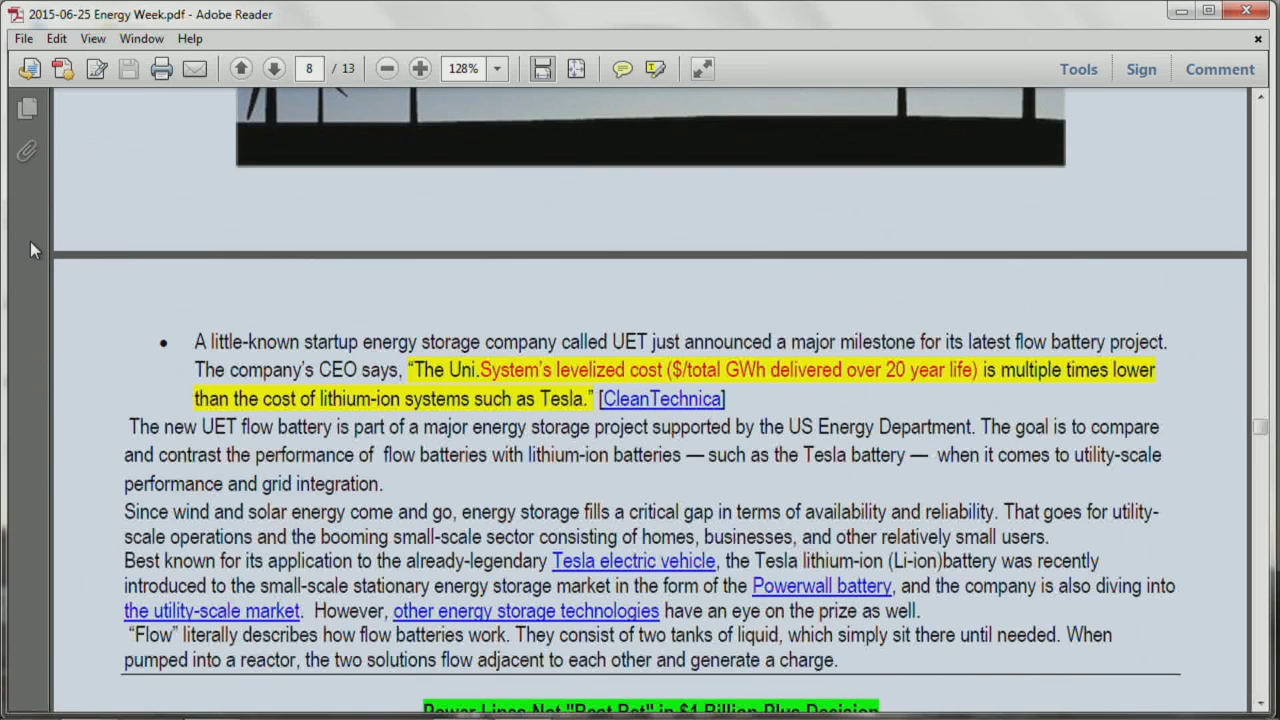 2015-06-25 Energy Week.pdf - Adobe Reader
File Edit View Window Help
8 / 13 128% Tools Sign Comment
• A little-known startup energy storage company called UET just announced a major milestone for its latest flow battery project.
The company's CEO says, “The Uni.System's levelized cost ($/total GWh delivered over 20 year life) is multiple times lower
than the cost of lithium-ion systems such as Tesla.” [CleanTechnica]
The new UET flow battery is part of a major energy storage project supported by the US Energy Department. The goal is to compare
and contrast the performance of flow batteries with lithium-ion batteries — such as the Tesla battery — when it comes to utility-scale
performance and grid integration.
Since wind and solar energy come and go, energy storage fills a critical gap in terms of availability and reliability. That goes for utility-
scale operations and the booming small-scale sector consisting of homes, businesses, and other relatively small users.
Best known for its application to the already-legendary Tesla electric vehicle, the Tesla lithium-ion (Li-ion)battery was recently
introduced to the small-scale stationary energy storage market in the form of the Powerwall battery, and the company is also diving into
the utility-scale market. However, other energy storage technologies have an eye on the prize as well.
“Flow” literally describes how flow batteries work. They consist of two tanks of liquid, which simply sit there until needed. When
pumped into a reactor, the two solutions flow adjacent to each other and generate a charge.
Power Lines Not "Best Bet" in $1 Billion Plus Decision